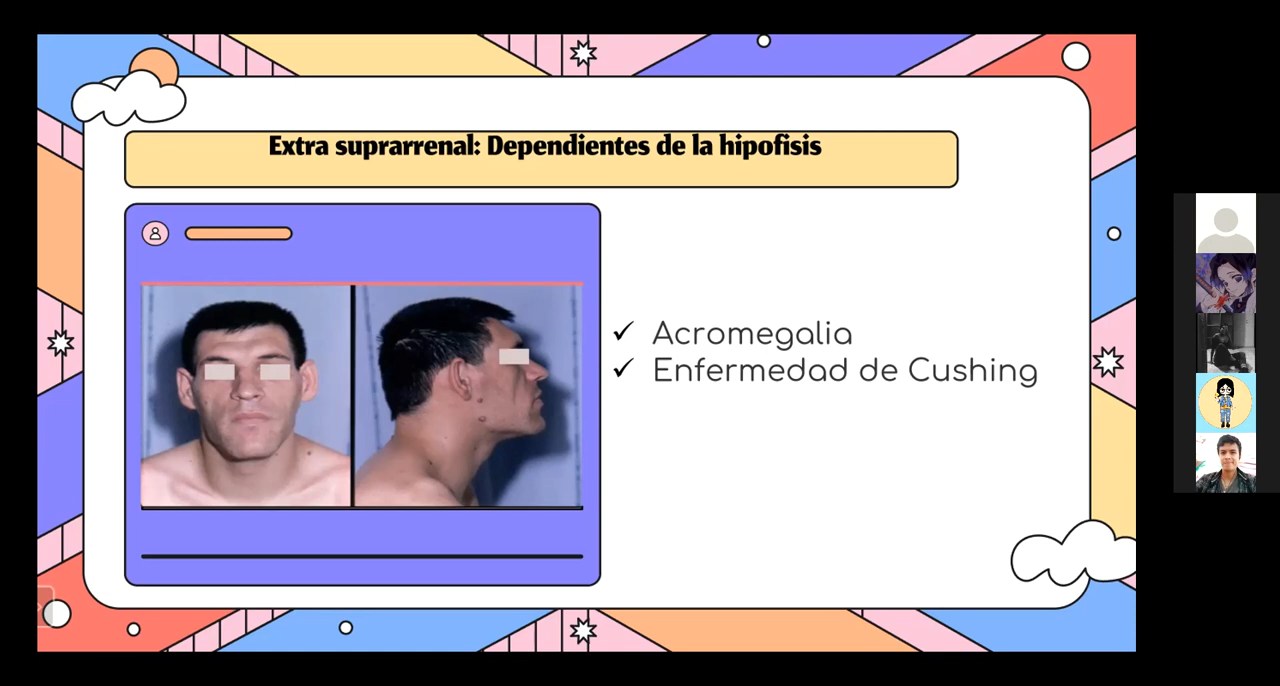 Extra suprarrenal: Dependientes de la hipofisis
Acromegalia
Enfermedad de Cushing